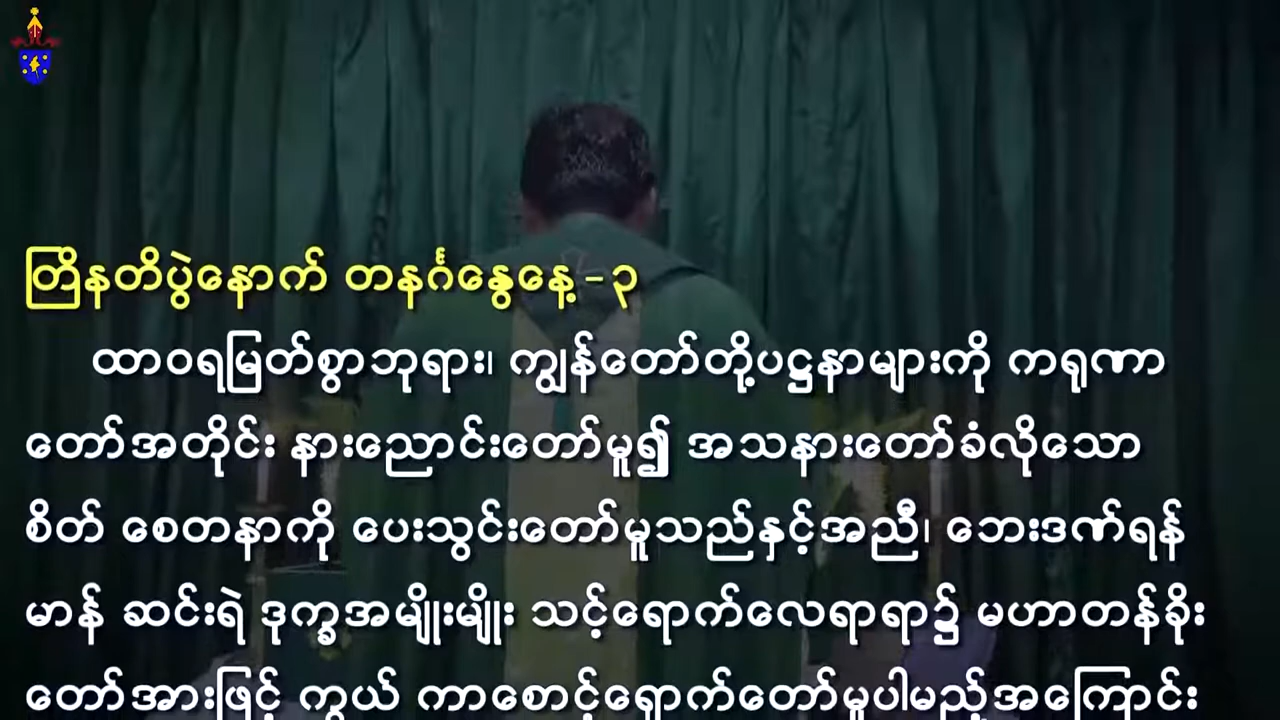 တြိနတိပွဲနောက် တနင်္ဂနွေနေ့ -၃
ထာဝရမြတ်စွာဘုရား၊ ကျွန်တော်တို့ပဌနာများကို ကရုဏာ
တော်အတိုင်း နားညောင်းတော်မူ၍ အသနားတော်ခံလိုသော
စိတ် စေတနာကို ပေးသွင်းတော်မူသည်နှင့်အညီ၊ ဘေးဒဏ်ရန်
မာန် ဆင်းရဲ ဒုက္ခအမျိုးမျိုး သင့်ရောက်လေရာရာ၌ မဟာတန်ခိုး
တော်အားဖြင့် ကွယ် ကာစောင့်ရှောက်တော်မူပါမည့်အကြောင်း